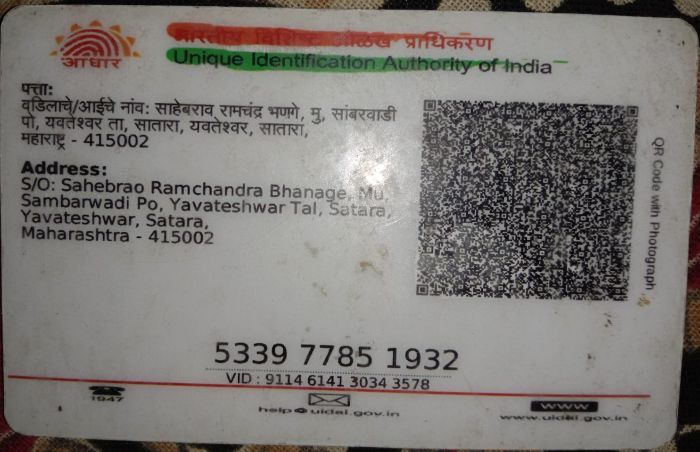 भारतीय विशिष्ट ओळख प्राधिकरण
Unique Identification Authority of India
आधार
पत्ता:
वडिलाचे/आईचे नांव: साहेबराव रामचंद्र भणगे, मु, सांबरवाडी
पो, यवतेश्वर ता, सातारा, यवतेश्वर, सातारा,
महाराष्ट्र - 415002
Address:
S/O: Sahebrao Ramchandra Bhanage, Mu,
Sambarwadi Po, Yavateshwar Tal, Satara,
Yavateshwar, Satara,
Maharashtra - 415002
QR Code with Photograph
5339 7785 1932
VID : 9114 6141 3034 3578
1947
help@uidai.gov.in
WWW
www.uidai.gov.in